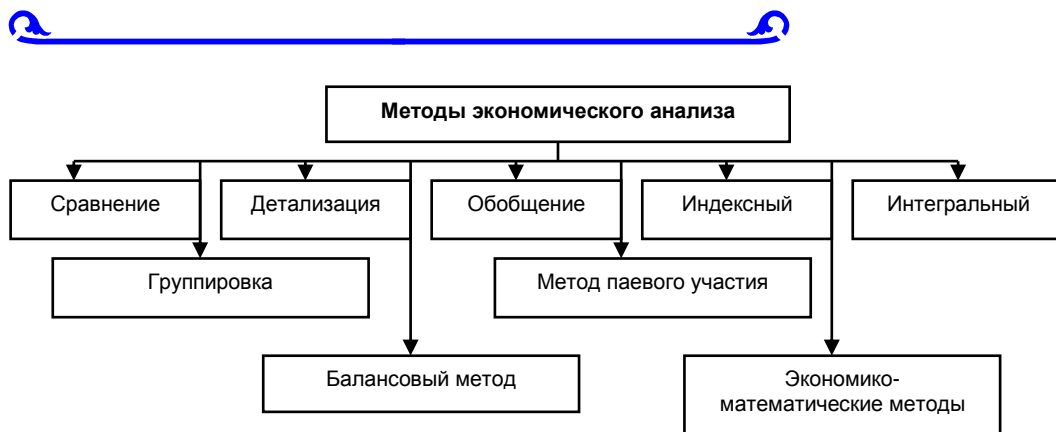 Методы экономического анализа
Сравнение
Детализация
Обобщение
Индексный
Интегральный
Группировка
Метод паевого участия
Балансовый метод
Экономико-
математические методы